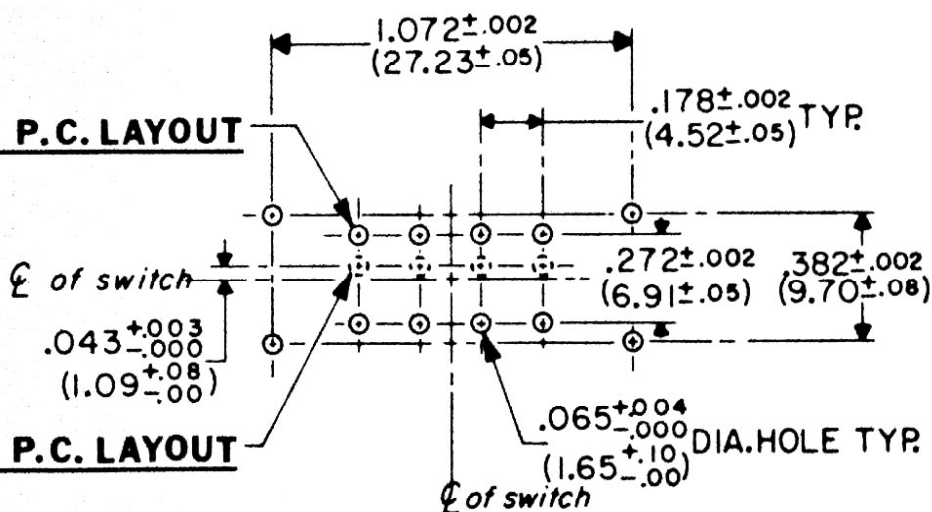 1.072±.002
(27.23±.05)
.178±.002 TYP.
(4.52±.05)
P.C. LAYOUT
℄ of switch
.272±.002
(6.91±.05)
.382±.002
(9.70±.08)
.043+.003 -.000
(1.09+.08 -.00)
P.C. LAYOUT
.065+.004 -.000 DIA. HOLE TYP.
(1.65+.10 -.00)
℄ of switch